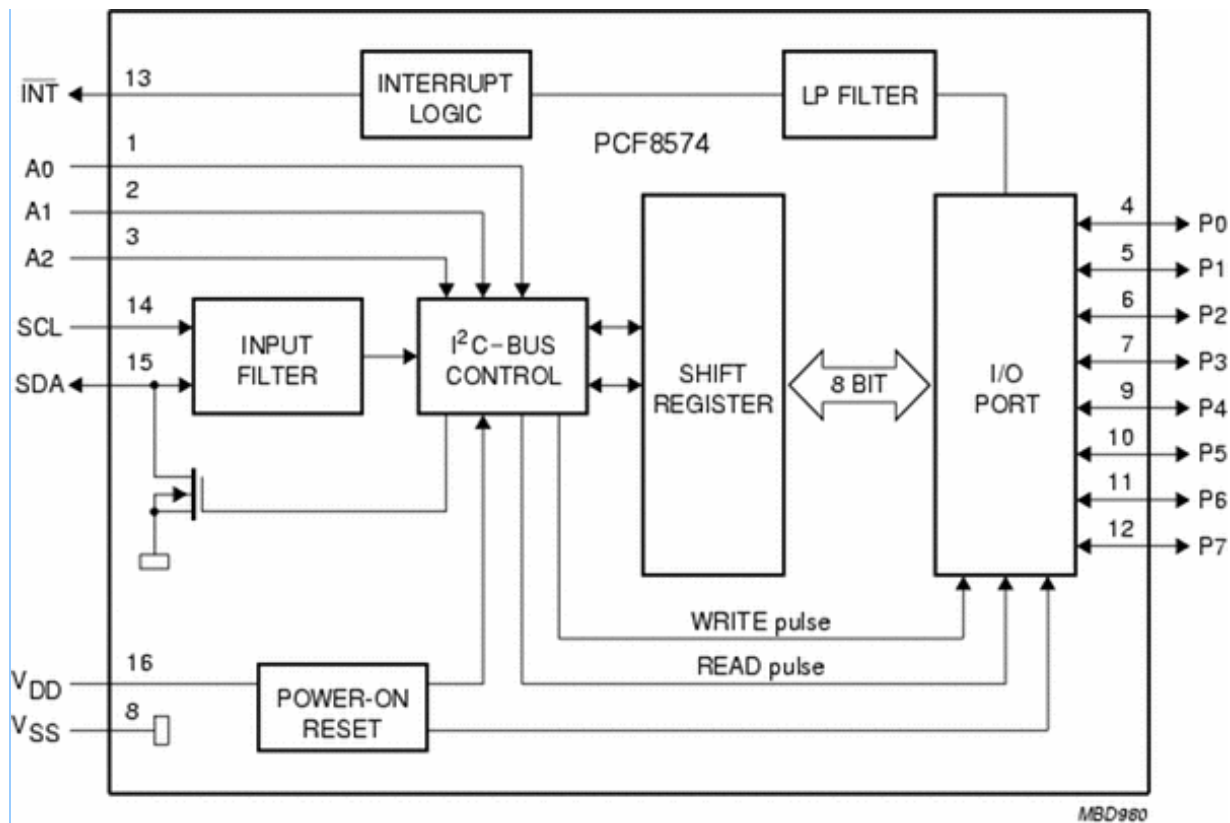 13
INTERRUPT
LOGIC
LP FILTER
INT
1
PCF8574
A0
2
A1
3
A2
14
SCL
15
SDA
INPUT
FILTER
I²C-BUS
CONTROL
SHIFT
REGISTER
8 BIT
I/O
PORT
4
P0
5
P1
6
P2
7
P3
9
P4
10
P5
11
P6
12
P7
WRITE pulse
READ pulse
16
VDD
8
VSS
POWER-ON
RESET
MBD980